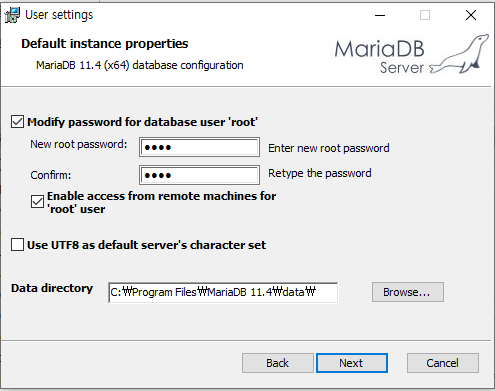 User settings
Default instance properties
MariaDB 11.4 (x64) database configuration
MariaDB
Server
Modify password for database user 'root'
New root password: ●●●● Enter new root password
Confirm: ●●●● Retype the password
Enable access from remote machines for
'root' user
Use UTF8 as default server's character set
Data directory C:₩Program Files₩MariaDB 11.4₩data₩ Browse...
Back Next Cancel